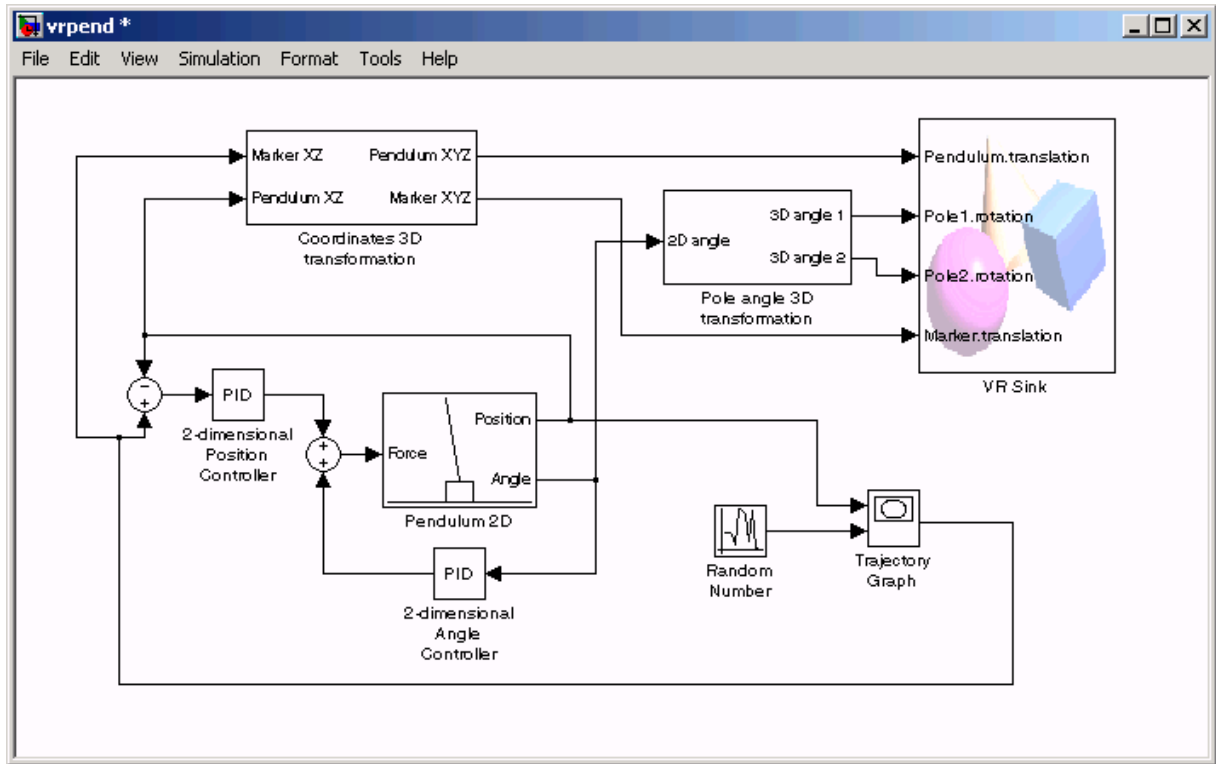 vrpend *
File Edit View Simulation Format Tools Help
Marker XZ
Pendulum XYZ
Pendulum XZ
Marker XYZ
Coordinates 3D
transformation
2D angle
3D angle 1
3D angle 2
Pole angle 3D
transformation
Pendulum.translation
Pole1.rotation
Pole2.rotation
Marker.translation
VR Sink
−
+
PID
2-dimensional
Position
Controller
+
+
Force
Position
Angle
Pendulum 2D
PID
2-dimensional
Angle
Controller
Random
Number
Trajectory
Graph